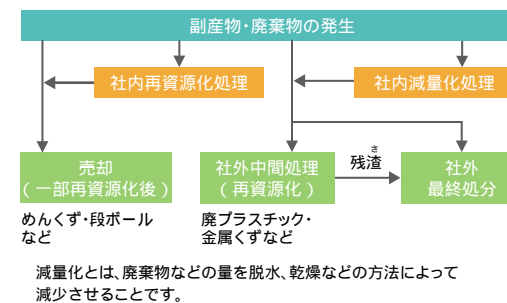 副産物・廃棄物の発生
社内再資源化処理
社内減量化処理
売却
(一部再資源化後)
社外中間処理
(再資源化)
残渣
さ
社外
最終処分
めんくず・段ボール
など
廃プラスチック・
金属くずなど
減量化とは、廃棄物などの量を脱水、乾燥などの方法によって
減少させることです。